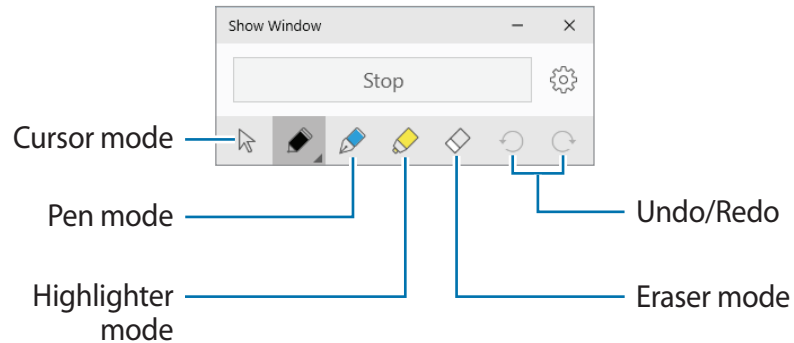 Show Window
Stop
Cursor mode
Pen mode
Undo/Redo
Highlighter
mode
Eraser mode